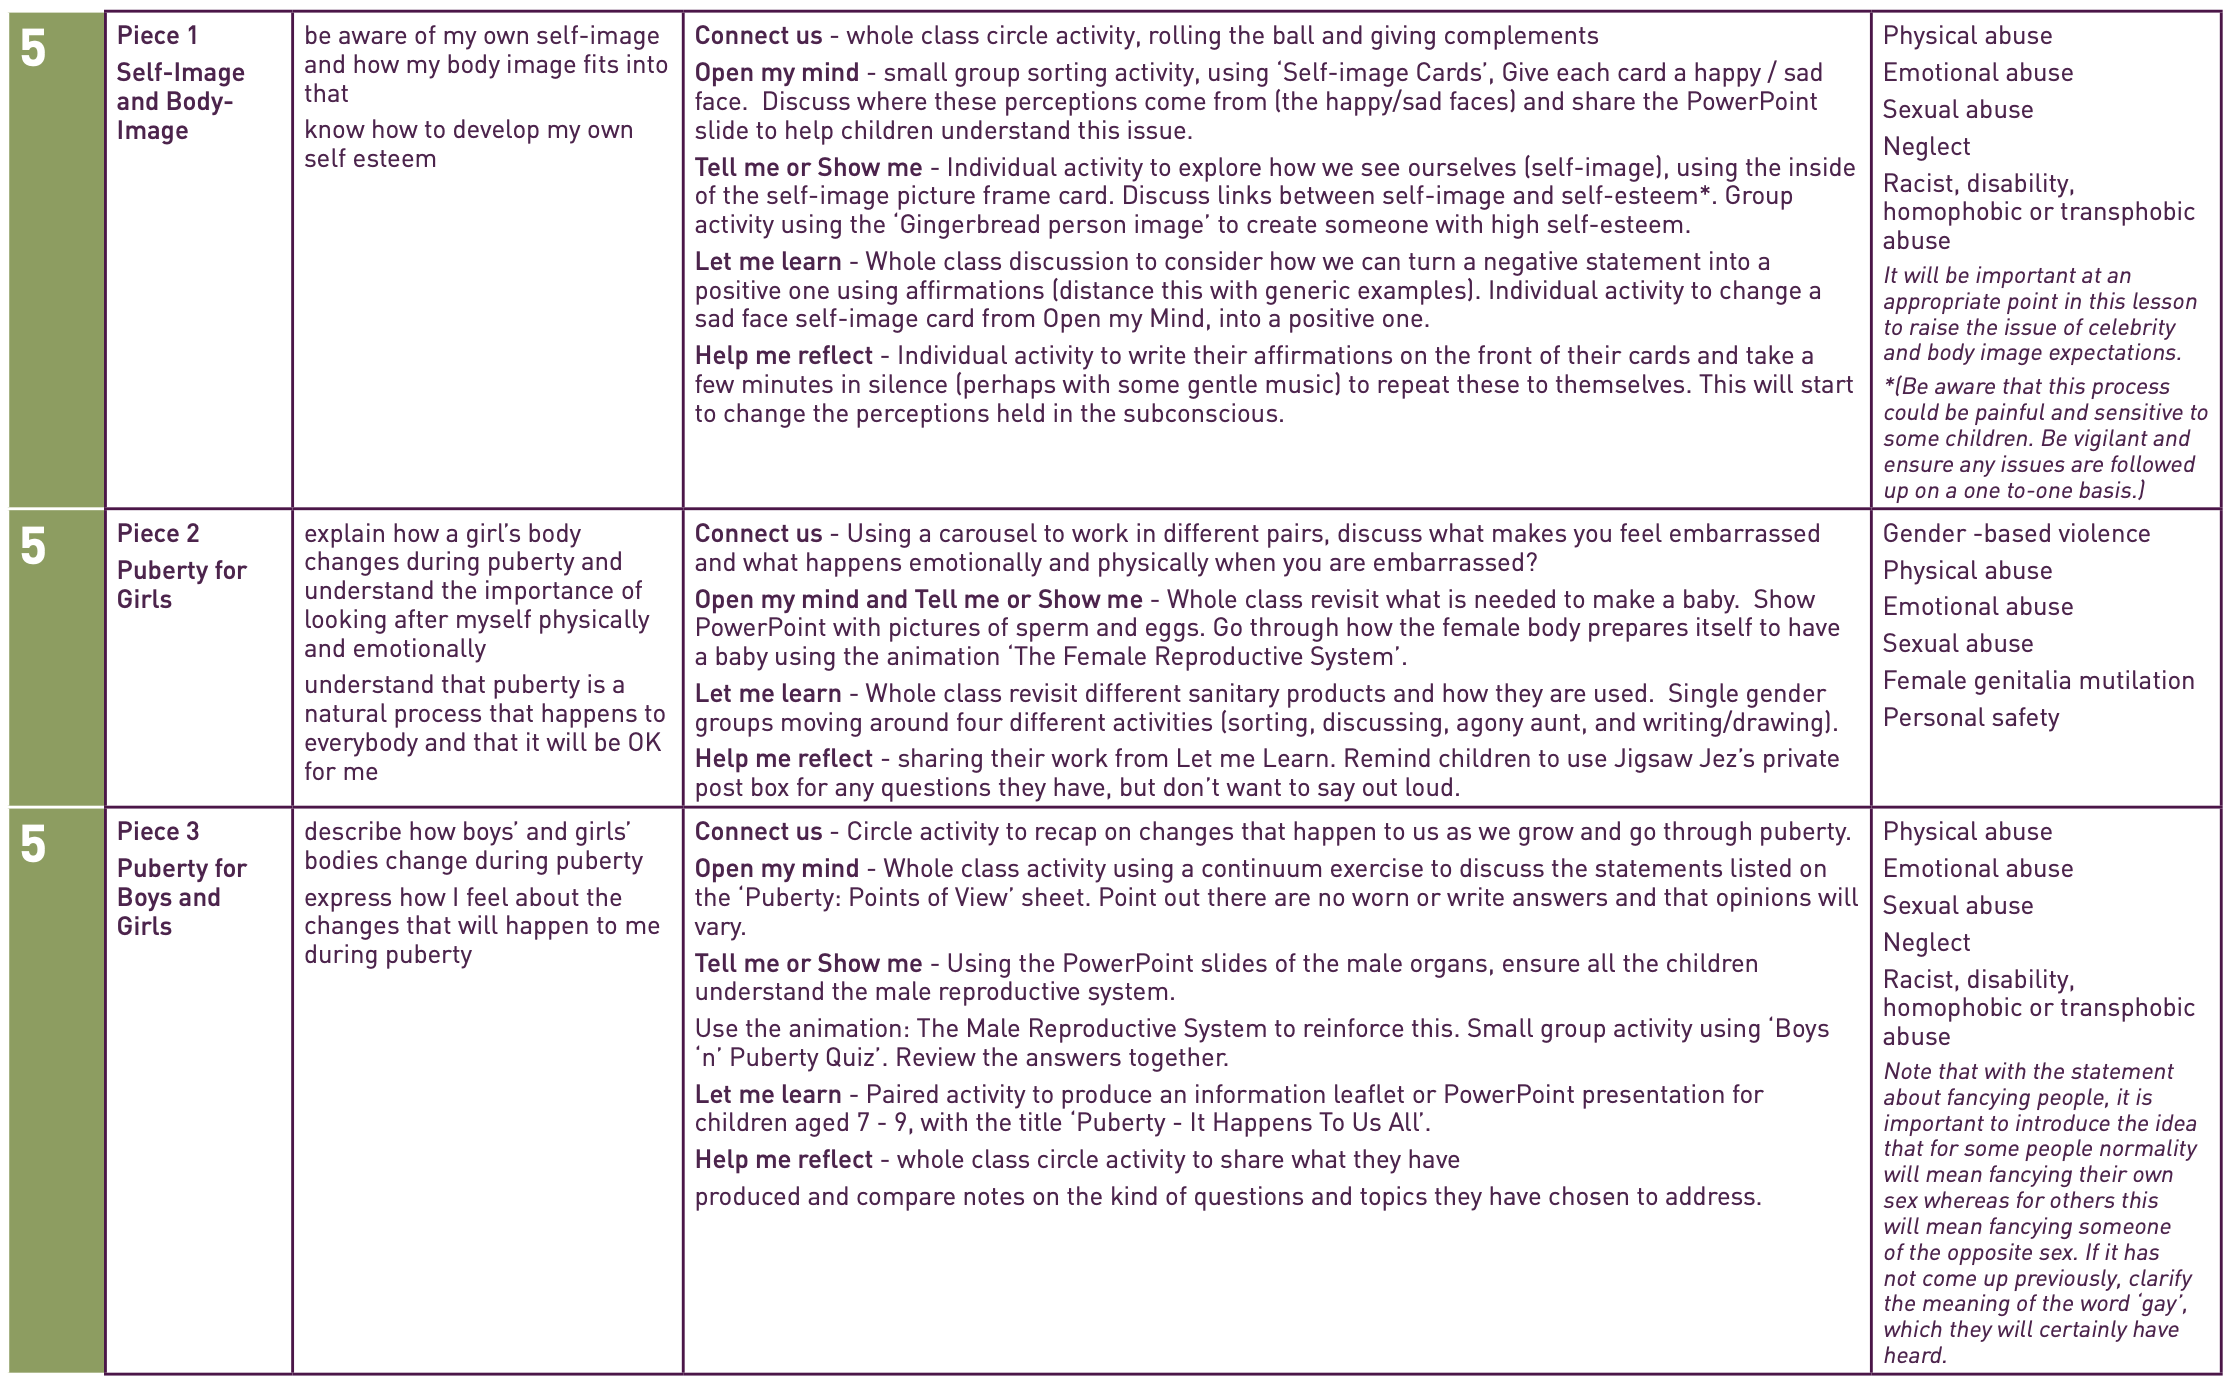 5
Piece 1
Self-Image
and Body-
Image
be aware of my own self-image
and how my body image fits into
that
know how to develop my own
self esteem
Connect us - whole class circle activity, rolling the ball and giving complements
Open my mind - small group sorting activity, using ‘Self-image Cards’, Give each card a happy / sad
face.  Discuss where these perceptions come from (the happy/sad faces) and share the PowerPoint
slide to help children understand this issue.
Tell me or Show me - Individual activity to explore how we see ourselves (self-image), using the inside
of the self-image picture frame card. Discuss links between self-image and self-esteem*. Group
activity using the ‘Gingerbread person image’ to create someone with high self-esteem.
Let me learn - Whole class discussion to consider how we can turn a negative statement into a
positive one using affirmations (distance this with generic examples). Individual activity to change a
sad face self-image card from Open my Mind, into a positive one.
Help me reflect - Individual activity to write their affirmations on the front of their cards and take a
few minutes in silence (perhaps with some gentle music) to repeat these to themselves. This will start
to change the perceptions held in the subconscious.
Physical abuse
Emotional abuse
Sexual abuse
Neglect
Racist, disability,
homophobic or transphobic
abuse
It will be important at an
appropriate point in this lesson
to raise the issue of celebrity
and body image expectations.
*(Be aware that this process
could be painful and sensitive to
some children. Be vigilant and
ensure any issues are followed
up on a one to-one basis.)
5
Piece 2
Puberty for
Girls
explain how a girl’s body
changes during puberty and
understand the importance of
looking after myself physically
and emotionally
understand that puberty is a
natural process that happens to
everybody and that it will be OK
for me
Connect us - Using a carousel to work in different pairs, discuss what makes you feel embarrassed
and what happens emotionally and physically when you are embarrassed?
Open my mind and Tell me or Show me - Whole class revisit what is needed to make a baby.  Show
PowerPoint with pictures of sperm and eggs. Go through how the female body prepares itself to have
a baby using the animation ‘The Female Reproductive System’.
Let me learn - Whole class revisit different sanitary products and how they are used.  Single gender
groups moving around four different activities (sorting, discussing, agony aunt, and writing/drawing).
Help me reflect - sharing their work from Let me Learn. Remind children to use Jigsaw Jez’s private
post box for any questions they have, but don’t want to say out loud.
Gender -based violence
Physical abuse
Emotional abuse
Sexual abuse
Female genitalia mutilation
Personal safety
5
Piece 3
Puberty for
Boys and
Girls
describe how boys’ and girls’
bodies change during puberty
express how I feel about the
changes that will happen to me
during puberty
Connect us - Circle activity to recap on changes that happen to us as we grow and go through puberty.
Open my mind - Whole class activity using a continuum exercise to discuss the statements listed on
the ‘Puberty: Points of View’ sheet. Point out there are no worn or write answers and that opinions will
vary.
Tell me or Show me - Using the PowerPoint slides of the male organs, ensure all the children
understand the male reproductive system.
Use the animation: The Male Reproductive System to reinforce this. Small group activity using ‘Boys
‘n’ Puberty Quiz’. Review the answers together.
Let me learn - Paired activity to produce an information leaflet or PowerPoint presentation for
children aged 7 - 9, with the title ‘Puberty - It Happens To Us All’.
Help me reflect - whole class circle activity to share what they have
produced and compare notes on the kind of questions and topics they have chosen to address.
Physical abuse
Emotional abuse
Sexual abuse
Neglect
Racist, disability,
homophobic or transphobic
abuse
Note that with the statement
about fancying people, it is
important to introduce the idea
that for some people normality
will mean fancying their own
sex whereas for others this
will mean fancying someone
of the opposite sex. If it has
not come up previously, clarify
the meaning of the word ‘gay’,
which they will certainly have
heard.